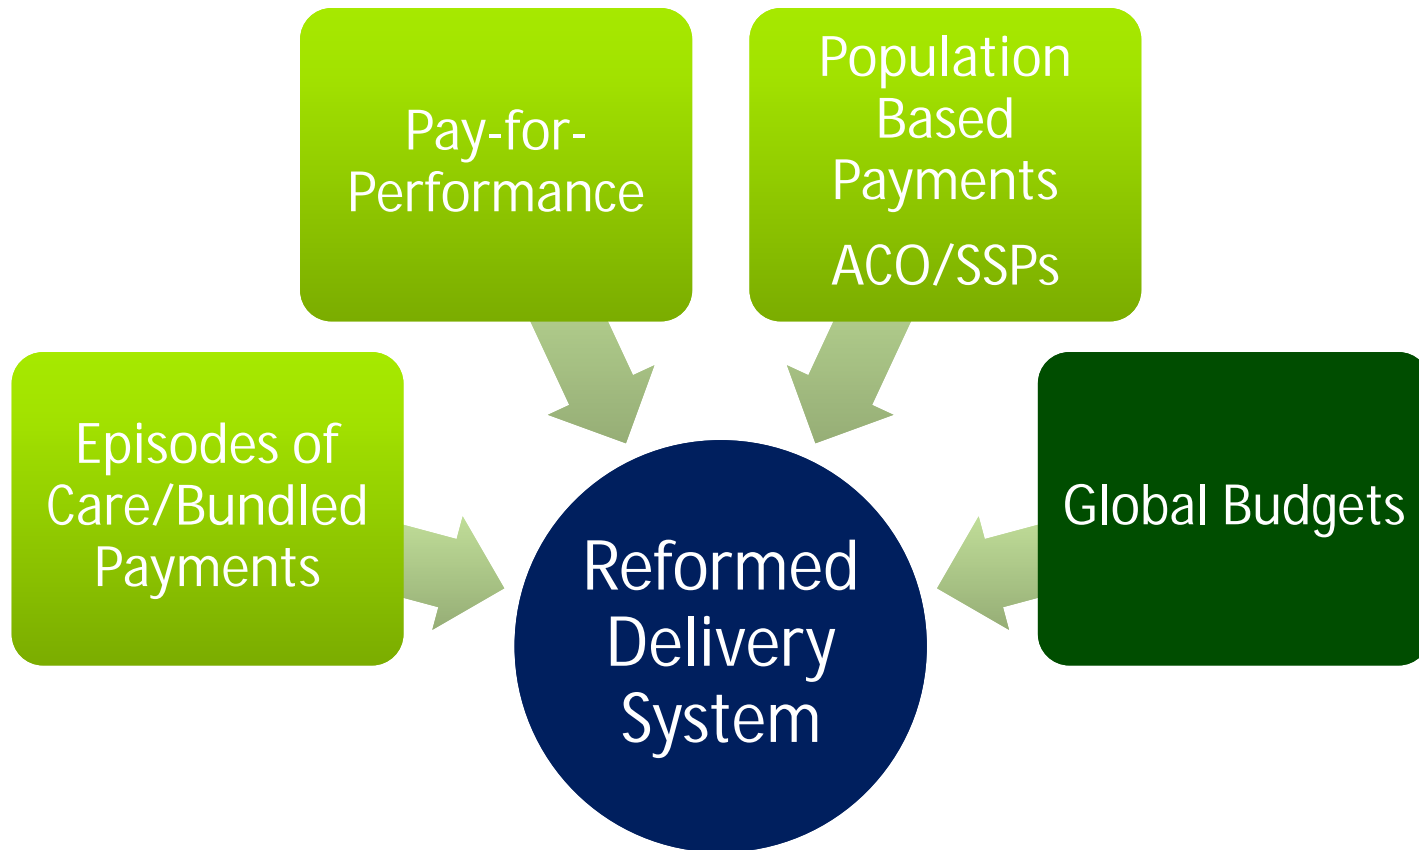 Pay-for-
Performance
Population
Based
Payments
ACO/SSPs
Episodes of
Care/Bundled
Payments
Global Budgets
Reformed
Delivery
System